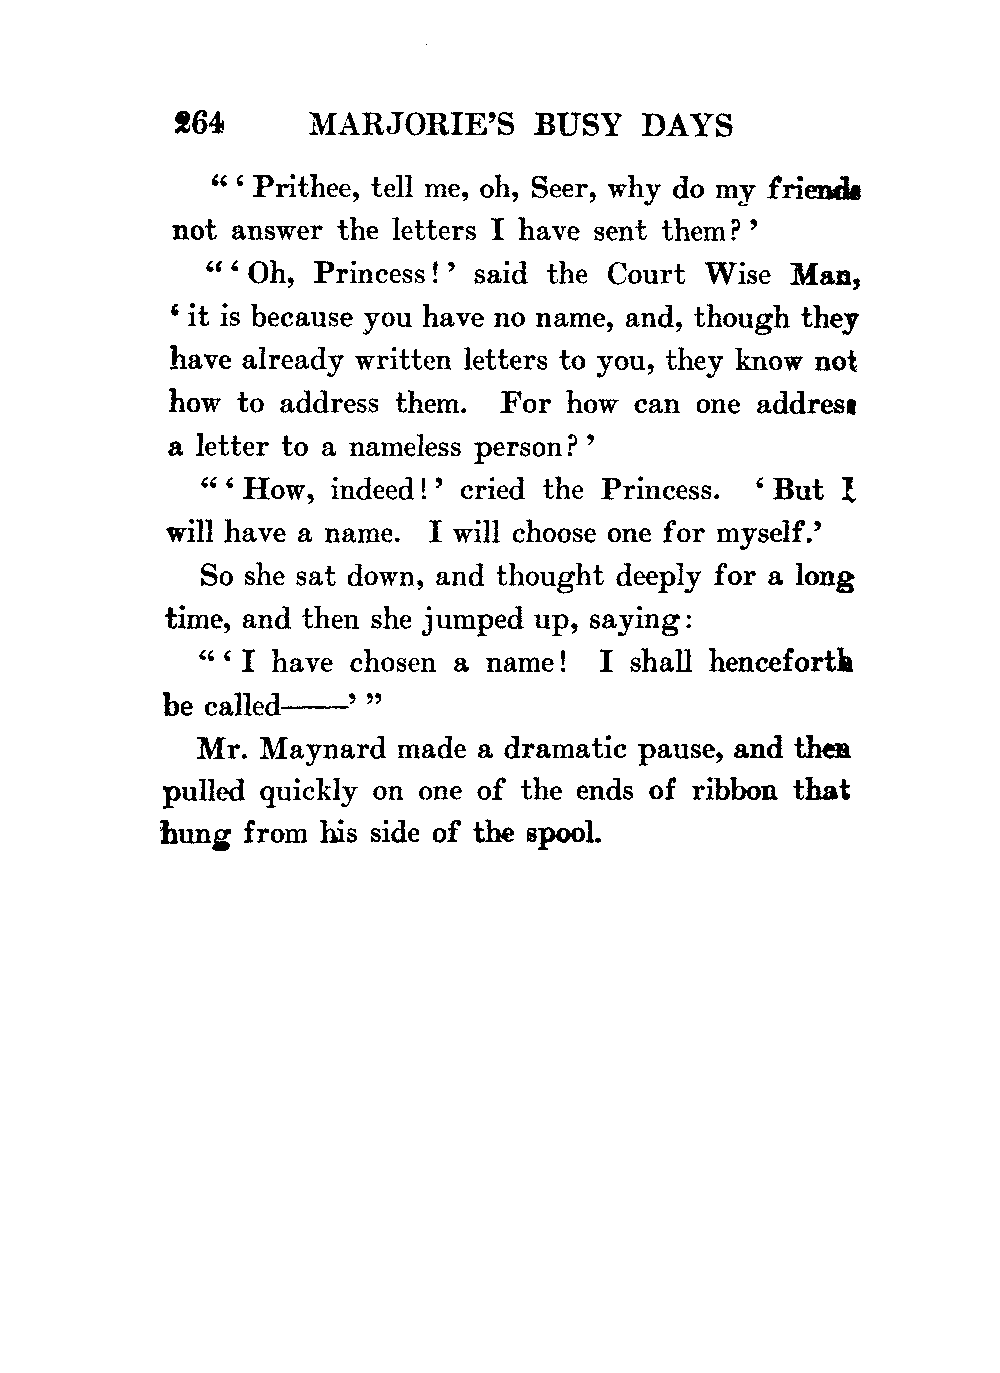 264 MARJORIE'S BUSY DAYS
“ ‘ Prithee, tell me, oh, Seer, why do my friends
not answer the letters I have sent them? ’
“ ‘ Oh, Princess! ’ said the Court Wise Man,
‘ it is because you have no name, and, though they
have already written letters to you, they know not
how to address them. For how can one address
a letter to a nameless person? ’
“ ‘ How, indeed! ’ cried the Princess. ‘ But I
will have a name. I will choose one for myself.’
So she sat down, and thought deeply for a long
time, and then she jumped up, saying:
“ ‘ I have chosen a name! I shall henceforth
be called——’ ”
Mr. Maynard made a dramatic pause, and then
pulled quickly on one of the ends of ribbon that
hung from his side of the spool.